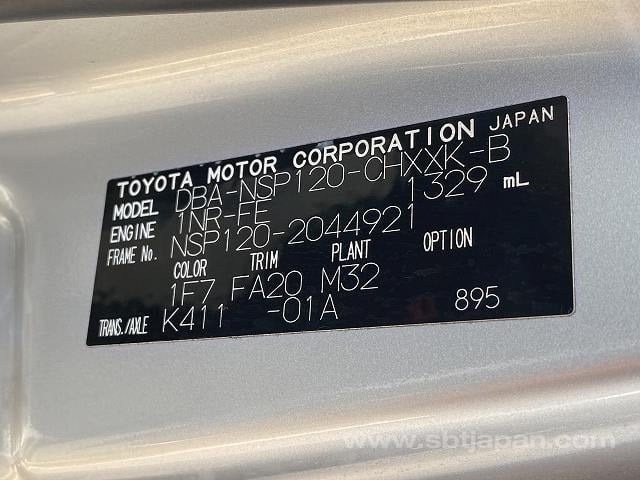 TOYOTA MOTOR CORPORATION JAPAN
MODEL DBA-NSP120-CHXXK-B
ENGINE 1NR-FE 1329 mL
FRAME No. NSP120-2044921
COLOR TRIM PLANT OPTION
1F7 FA20 M32
TRANS./AXLE K411 -01A 895
www.sbtjapan.com